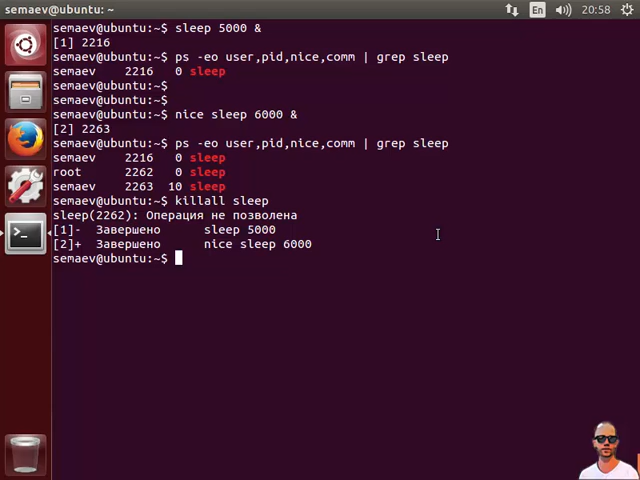 semaev@ubuntu: ~
En
20:58
semaev@ubuntu:~$ sleep 5000 &
[1] 2216
semaev@ubuntu:~$ ps -eo user,pid,nice,comm | grep sleep
semaev    2216   0 sleep
semaev@ubuntu:~$
semaev@ubuntu:~$
semaev@ubuntu:~$ nice sleep 6000 &
[2] 2263
semaev@ubuntu:~$ ps -eo user,pid,nice,comm | grep sleep
semaev    2216   0 sleep
root      2262   0 sleep
semaev    2263  10 sleep
semaev@ubuntu:~$ killall sleep
sleep(2262): Операция не позволена
[1]-  Завершено      sleep 5000
[2]+  Завершено      nice sleep 6000
semaev@ubuntu:~$